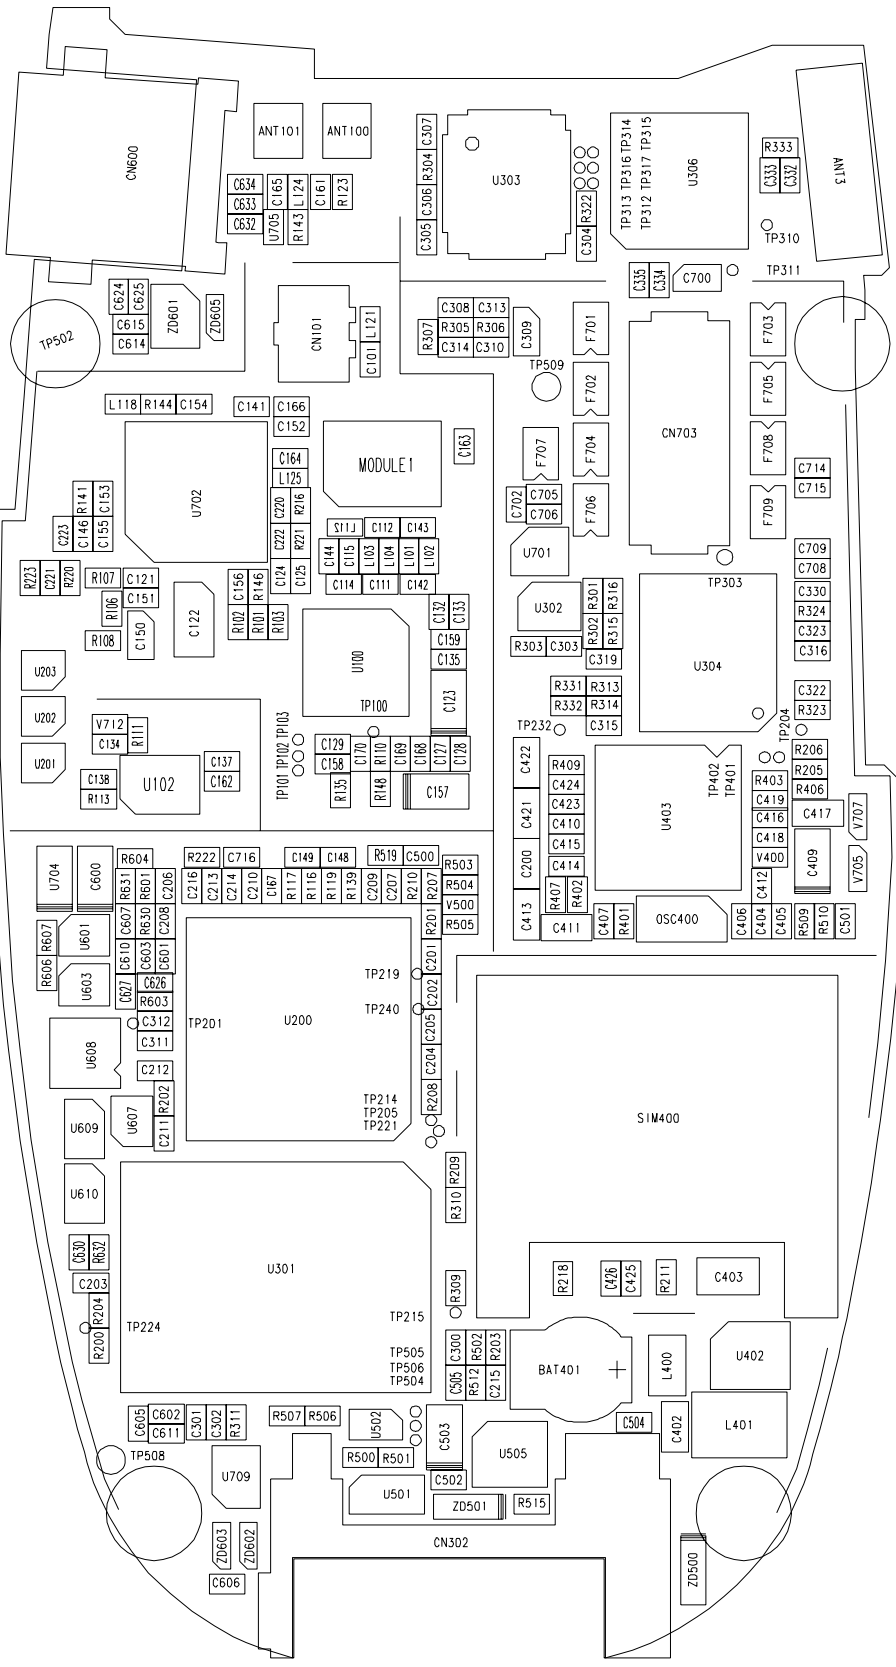 CN600
ANT101
ANT100
C307
R304
C306
C305
U303
R322
C304
TP313 TP316 TP314
TP312 TP317 TP315
U306
R333
C333
C332
ANT3
C634
C633
C632
C165
L124
C161
R123
U705
R143
TP310
TP311
C335
C334
C700
C624
C625
C615
C614
ZD601
ZD605
TP502
CN101
L121
C101
C308
C313
R307
R305
R306
C314
C310
C309
F701
F703
TP509
F702
F705
CN703
L118
R144
C154
C141
C166
C152
MODULE1
C163
F707
F704
F708
C714
C715
C164
L125
U702
R141
C153
C220
R216
C702
C705
C706
F706
F709
C223
C146
C155
C222
R221
L112
C112
C143
U701
C144
C115
L103
L104
L101
L102
C709
C708
TP303
R223
C221
R220
R107
C121
C151
C124
C125
C114
C111
C142
C156
R146
R106
R108
C150
C122
R102
R101
R103
C132
C133
C159
C135
U302
R301
R316
R302
R315
R303
C303
C319
C330
R324
C323
C316
U100
U304
U203
TP100
C123
R331
R313
R332
R314
C315
C322
R323
U202
V712
C134
R111
TP101 TP102 TP103
TP232
TP204
U201
C129
C158
C170
R110
C169
C168
C127
C128
C422
R409
C424
C423
C410
C415
C414
TP402
TP401
R206
R205
R406
C138
R113
U102
C137
C162
R135
R148
C157
C421
U403
R403
C419
C416
C418
V400
C417
V707
V705
C409
U704
C600
R604
R222
C716
C149
C148
R519
C500
R503
R504
V500
R505
C200
C412
R631
R601
C206
C216
C213
C214
C210
C167
R117
R116
R119
R139
C209
C207
R210
R207
R407
R402
C413
C411
C407
R401
OSC400
C406
C404
C405
R509
R510
C501
R607
R606
U601
C607
R630
C208
R201
C610
C603
C601
C201
U603
C627
C626
R603
C312
C311
TP219
C202
TP240
TP201
U200
C205
U608
C212
C204
R202
R208
TP214
TP205
TP221
U609
U607
C211
SIM400
U610
R209
R310
C630
R632
C203
R204
R200
U301
R309
R218
C426
C425
R211
C403
TP224
TP215
TP505
TP506
TP504
C300
R502
R203
C505
R512
C215
BAT401
L400
U402
C605
C602
C611
C301
C302
R311
R507
R506
U502
C503
C504
C402
L401
TP508
R500
R501
C502
U505
U709
U501
ZD501
R515
ZD603
ZD602
CN302
C606
ZD500